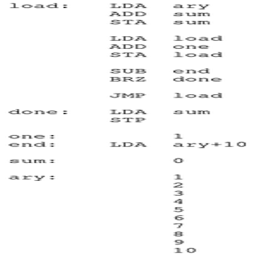 load: LDA ary
ADD sum
STA sum
LDA load
ADD one
STA load
SUB end
BRZ done
JMP load
done: LDA sum
STP
one: 1
end: LDA ary+10
sum: 0
ary: 1
2
3
4
5
6
7
8
9
10